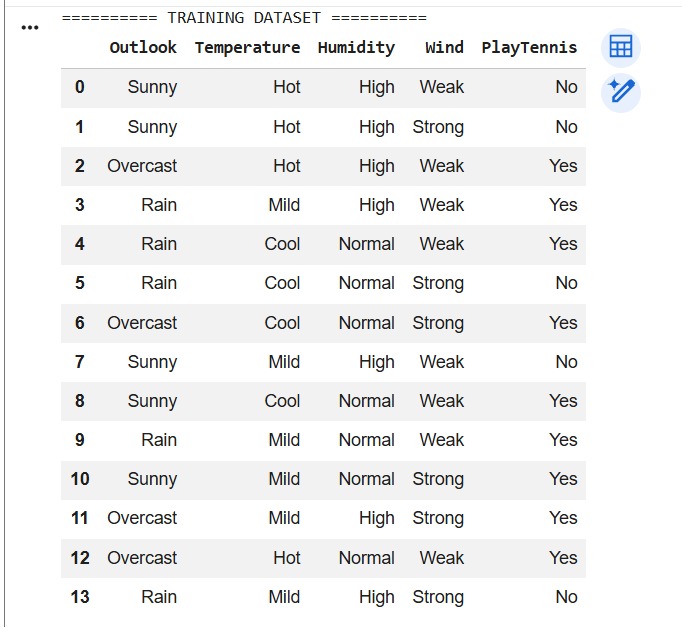 ========== TRAINING DATASET ==========
Outlook Temperature Humidity Wind PlayTennis
0 Sunny Hot High Weak No
1 Sunny Hot High Strong No
2 Overcast Hot High Weak Yes
3 Rain Mild High Weak Yes
4 Rain Cool Normal Weak Yes
5 Rain Cool Normal Strong No
6 Overcast Cool Normal Strong Yes
7 Sunny Mild High Weak No
8 Sunny Cool Normal Weak Yes
9 Rain Mild Normal Weak Yes
10 Sunny Mild Normal Strong Yes
11 Overcast Mild High Strong Yes
12 Overcast Hot Normal Weak Yes
13 Rain Mild High Strong No